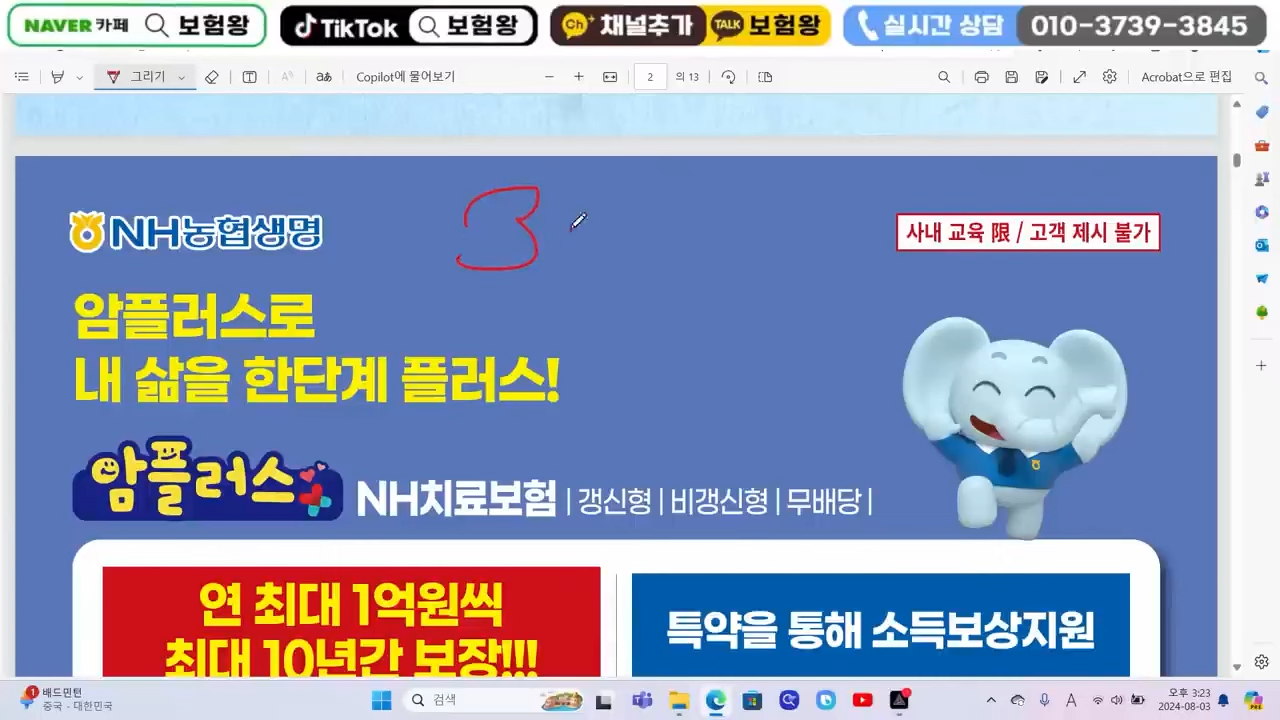 NAVER 카페 보험왕 TikTok 보험왕 Ch+ 채널추가 TALK 보험왕 실시간 상담 010-3739-3845
그리기 aあ Copilot에 물어보기 2 의 13 Acrobat으로 편집
3
NH농협생명 사내 교육 限 / 고객 제시 불가
암플러스로
내 삶을 한단계 플러스!
암플러스 NH치료보험 | 갱신형 | 비갱신형 | 무배당 |
연 최대 1억원씩
최대 10년간 보장!!!
특약을 통해 소득보상지원
1 배드민턴
중국 - 대한민국
검색
A
오후 3:23
2024-08-03
PRE